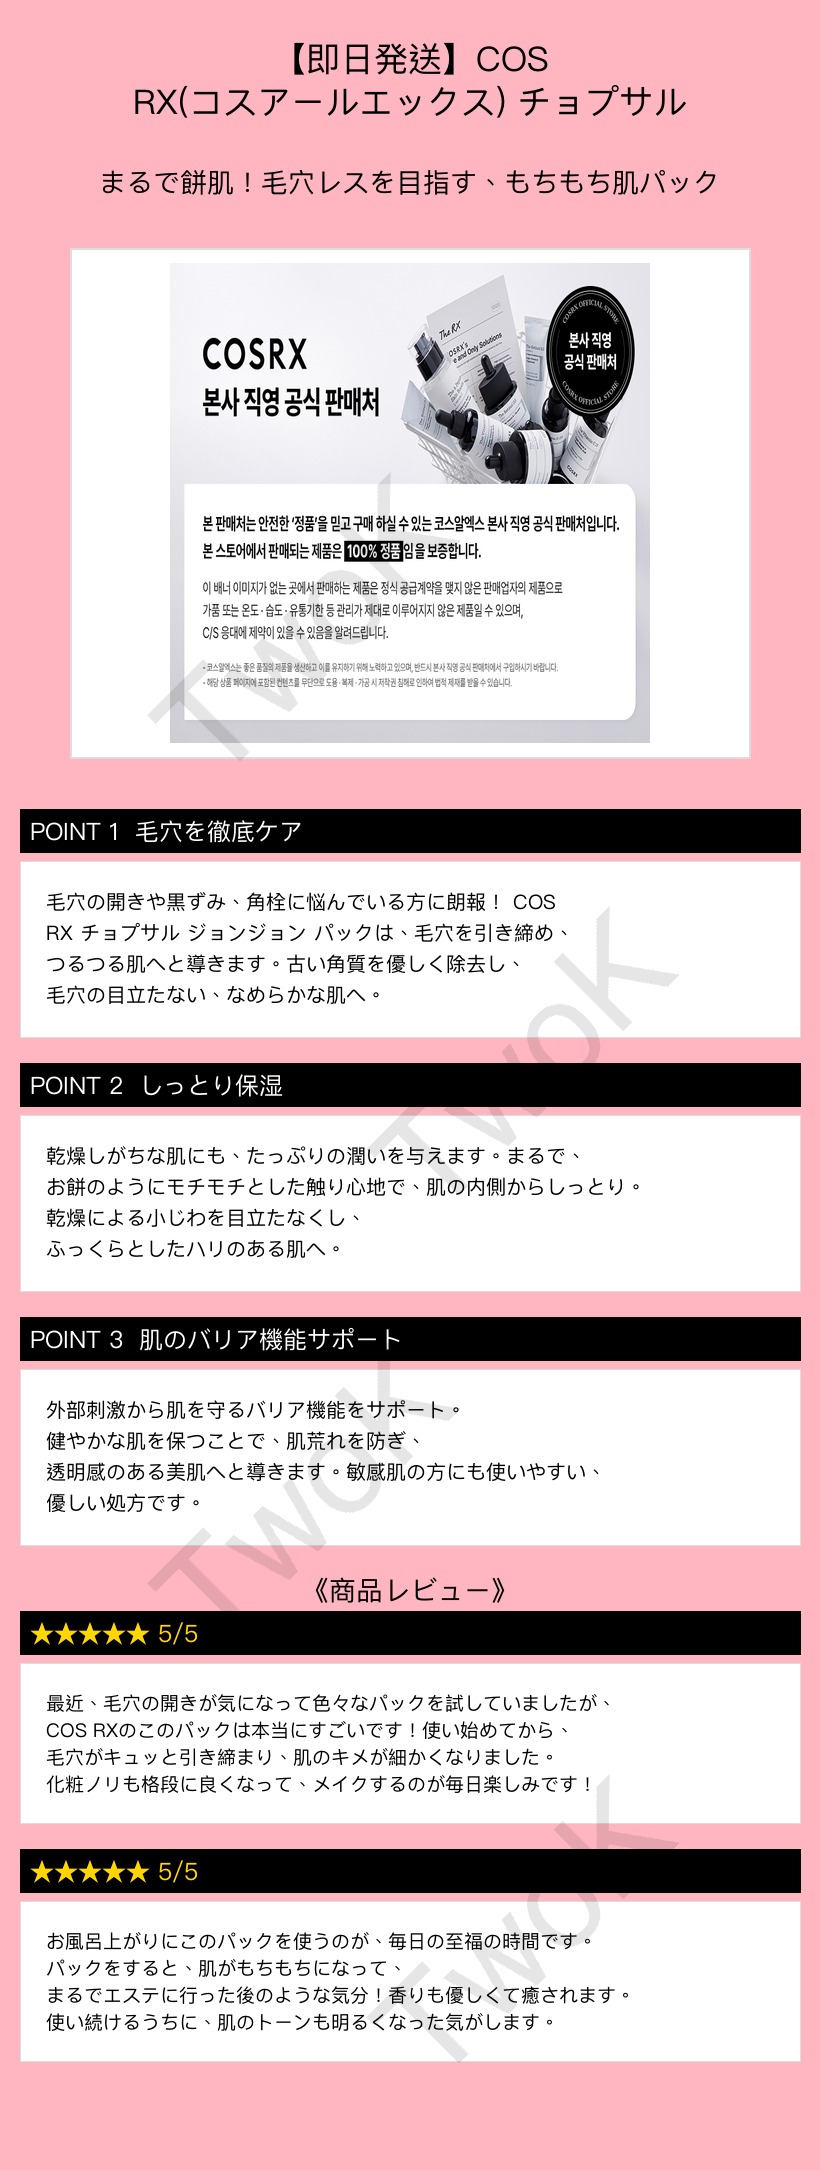 【即日発送】COS
RX(コスアールエックス) チョプサル
まるで餅肌！毛穴レスを目指す、もちもち肌パック
The RX
OSRX's
e and Only Solutions
COSRX OFFICIAL STORE
본사 직영
공식 판매처
COSRX OFFICIAL STORE
COSRX
본사 직영 공식 판매처
본 판매처는 안전한 '정품'을 믿고 구매 하실 수 있는 코스알엑스 본사 직영 공식 판매처입니다.
본 스토어에서 판매되는 제품은 100% 정품임을 보증합니다.
이 배너 이미지가 없는 곳에서 판매하는 제품은 정식 공급계약을 맺지 않은 판매업자의 제품으로
가품 또는 온도·습도·유통기한 등 관리가 제대로 이루어지지 않은 제품일 수 있으며,
C/S 응대에 제약이 있을 수 있음을 알려드립니다.
- 코스알엑스는 좋은 품질의 제품을 생산하고 이를 유지하기 위해 노력하고 있으며, 반드시 본사 직영 공식 판매처에서 구입하시기 바랍니다.
- 해당 상품 페이지에 포함된 컨텐츠를 무단으로 도용·복제·가공 시 저작권 침해로 인하여 법적 제재를 받을 수 있습니다.
TwoK
POINT 1 毛穴を徹底ケア
毛穴の開きや黒ずみ、角栓に悩んでいる方に朗報！ COS
RX チョプサル ジョンジョン パックは、毛穴を引き締め、
つるつる肌へと導きます。古い角質を優しく除去し、
毛穴の目立たない、なめらかな肌へ。
TwoK
POINT 2 しっとり保湿
乾燥しがちな肌にも、たっぷりの潤いを与えます。まるで、
お餅のようにモチモチとした触り心地で、肌の内側からしっとり。
乾燥による小じわを目立たなくし、
ふっくらとしたハリのある肌へ。
POINT 3 肌のバリア機能サポート
外部刺激から肌を守るバリア機能をサポート。
健やかな肌を保つことで、肌荒れを防ぎ、
透明感のある美肌へと導きます。敏感肌の方にも使いやすい、
優しい処方です。
TwoK
《商品レビュー》
★★★★★ 5/5
最近、毛穴の開きが気になって色々なパックを試していましたが、
COS RXのこのパックは本当にすごいです！使い始めてから、
毛穴がキュッと引き締まり、肌のキメが細かくなりました。
化粧ノリも格段に良くなって、メイクするのが毎日楽しみです！
★★★★★ 5/5
お風呂上がりにこのパックを使うのが、毎日の至福の時間です。
パックをすると、肌がもちもちになって、
まるでエステに行った後のような気分！香りも優しくて癒されます。
使い続けるうちに、肌のトーンも明るくなった気がします。
TwoK